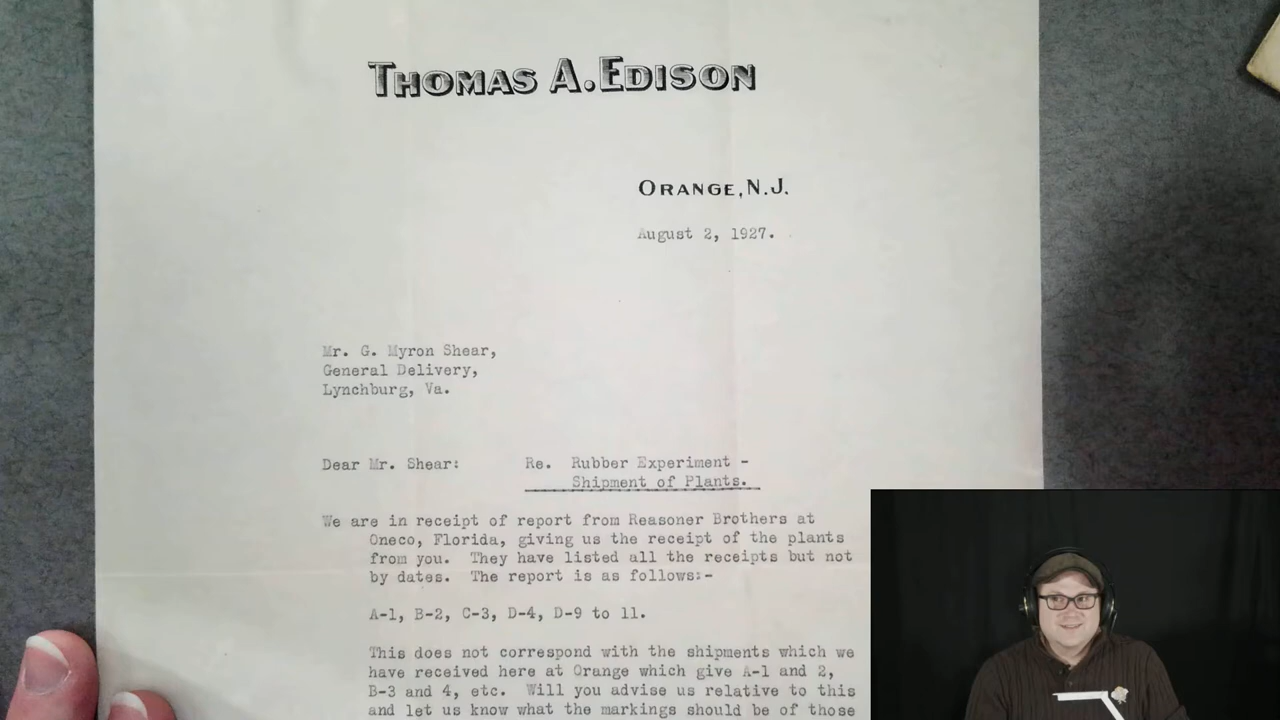 THOMAS A. EDISON
ORANGE, N.J.
August 2, 1927.
Mr. G. Myron Shear,
General Delivery,
Lynchburg, Va.
Dear Mr. Shear: Re. Rubber Experiment -
Shipment of Plants.
We are in receipt of report from Reasoner Brothers at
Oneco, Florida, giving us the receipt of the plants
from you. They have listed all the receipts but not
by dates. The report is as follows:-
A-1, B-2, C-3, D-4, D-9 to 11.
This does not correspond with the shipments which we
have received here at Orange which give A-1 and 2,
B-3 and 4, etc. Will you advise us relative to this
and let us know what the markings should be of those